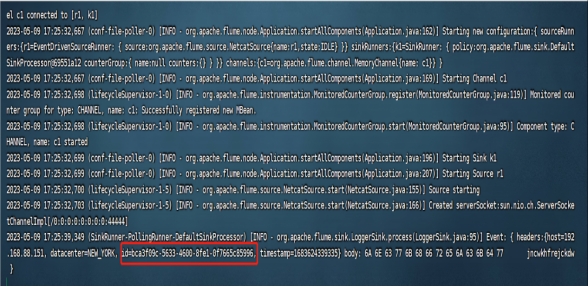 el c1 connected to [r1, k1]
2023-05-09 17:25:32,667 (conf-file-poller-0) [INFO - org.apache.flume.node.Application.startAllComponents(Application.java:162)] Starting new configuration:{ sourceRunn
ers:{r1=EventDrivenSourceRunner: { source:org.apache.flume.source.NetcatSource{name:r1,state:IDLE} }} sinkRunners:{k1=SinkRunner: { policy:org.apache.flume.sink.Default
SinkProcessor@69551a12 counterGroup:{ name:null counters:{} } }} channels:{c1=org.apache.flume.channel.MemoryChannel{name: c1}} }
2023-05-09 17:25:32,667 (conf-file-poller-0) [INFO - org.apache.flume.node.Application.startAllComponents(Application.java:169)] Starting Channel c1
2023-05-09 17:25:32,698 (lifecycleSupervisor-1-0) [INFO - org.apache.flume.instrumentation.MonitoredCounterGroup.register(MonitoredCounterGroup.java:119)] Monitored cou
nter group for type: CHANNEL, name: c1: Successfully registered new MBean.
2023-05-09 17:25:32,698 (lifecycleSupervisor-1-0) [INFO - org.apache.flume.instrumentation.MonitoredCounterGroup.start(MonitoredCounterGroup.java:95)] Component type: C
HANNEL, name: c1 started
2023-05-09 17:25:32,699 (conf-file-poller-0) [INFO - org.apache.flume.node.Application.startAllComponents(Application.java:196)] Starting Sink k1
2023-05-09 17:25:32,699 (conf-file-poller-0) [INFO - org.apache.flume.node.Application.startAllComponents(Application.java:207)] Starting Source r1
2023-05-09 17:25:32,700 (lifecycleSupervisor-1-5) [INFO - org.apache.flume.source.NetcatSource.start(NetcatSource.java:155)] Source starting
2023-05-09 17:25:32,703 (lifecycleSupervisor-1-5) [INFO - org.apache.flume.source.NetcatSource.start(NetcatSource.java:166)] Created serverSocket:sun.nio.ch.ServerSocke
tChannelImpl[/0:0:0:0:0:0:0:0:44444]
2023-05-09 17:25:39,349 (SinkRunner-PollingRunner-DefaultSinkProcessor) [INFO - org.apache.flume.sink.LoggerSink.process(LoggerSink.java:95)] Event: { headers:{host=192
.168.88.151, datacenter=NEW_YORK, id=bca3f09c-5633-4600-8fe1-0f7665c85996, timestamp=1683624339335} body: 6A 6E 63 77 6B 68 66 72 65 6A 63 6B 64 77 jncwkhfrejckdw
}